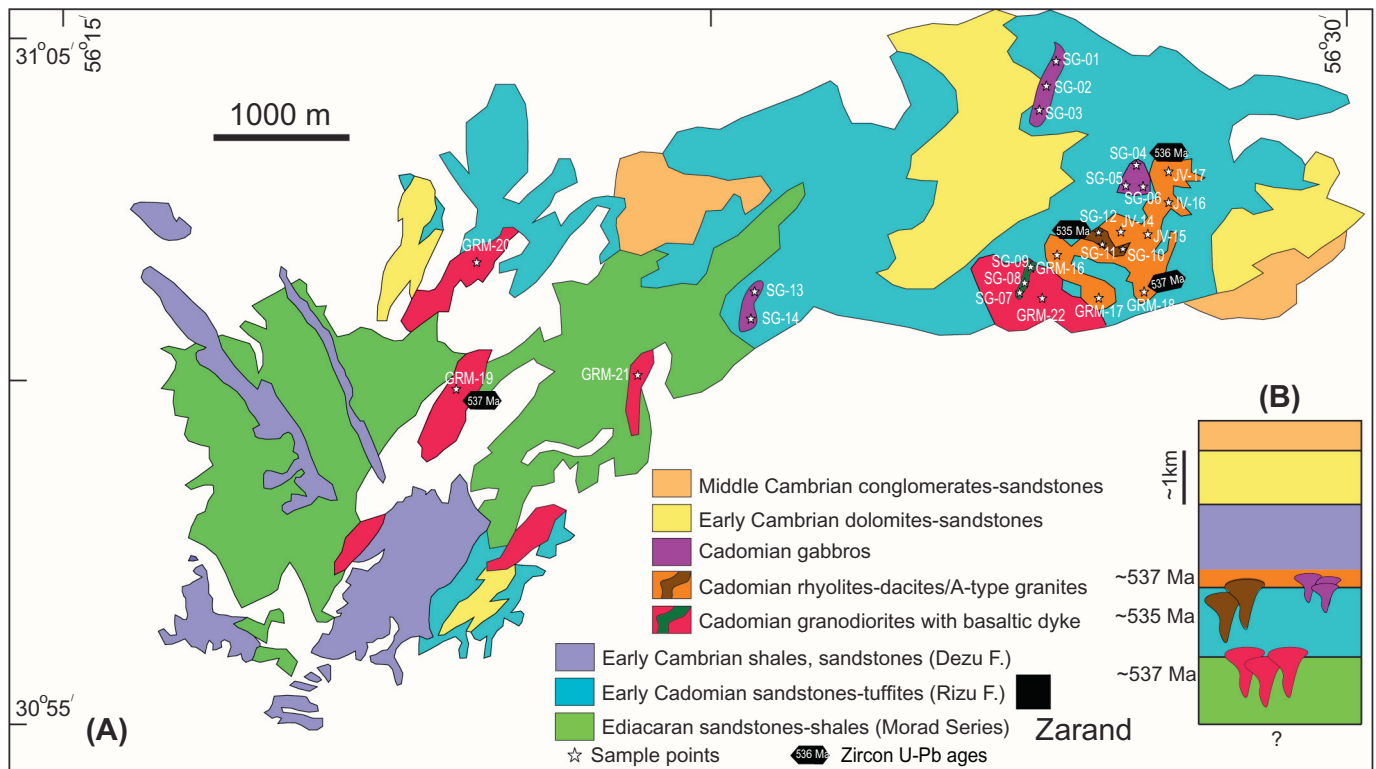 31°05′
56°15′
56°30′
1000 m
SG-01
SG-02
SG-03
SG-04
536 Ma
SG-05
JV-17
SG-06
JV-16
SG-12
JV-14
535 Ma
JV-15
SG-11
SG-10
GRM-20
SG-09
GRM-16
SG-08
537 Ma
SG-13
SG-07
GRM-22
GRM-17
GRM-18
SG-14
GRM-19
GRM-21
537 Ma
(B)
~1km
Middle Cambrian conglomerates-sandstones
Early Cambrian dolomites-sandstones
Cadomian gabbros
Cadomian rhyolites-dacites/A-type granites
Cadomian granodiorites with basaltic dyke
Early Cambrian shales, sandstones (Dezu F.)
Early Cadomian sandstones-tuffites (Rizu F.)
Ediacaran sandstones-shales (Morad Series)
Zarand
Sample points
536 Ma Zircon U-Pb ages
~537 Ma
~535 Ma
~537 Ma
?
30°55′
(A)